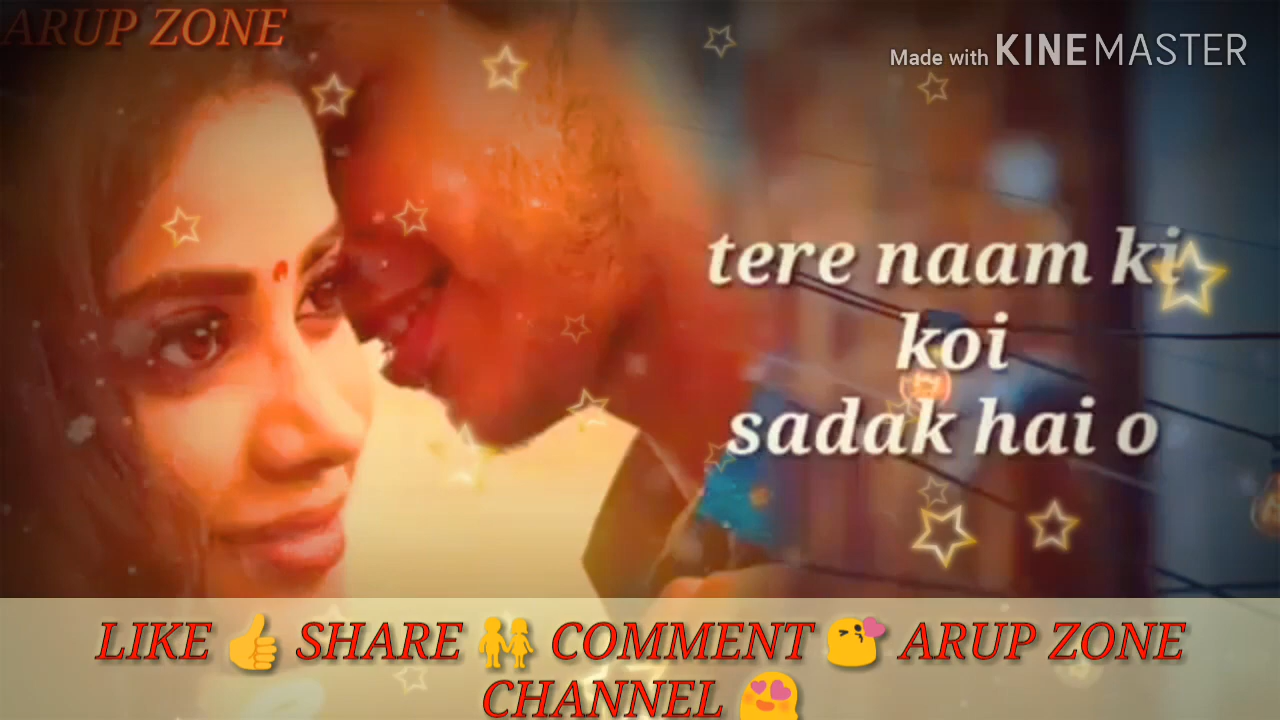 ARUP ZONE
Made with KINEMASTER
tere naam ki
koi
sadak hai o
LIKE 👍 SHARE 👫 COMMENT 😘 ARUP ZONE
CHANNEL 😍